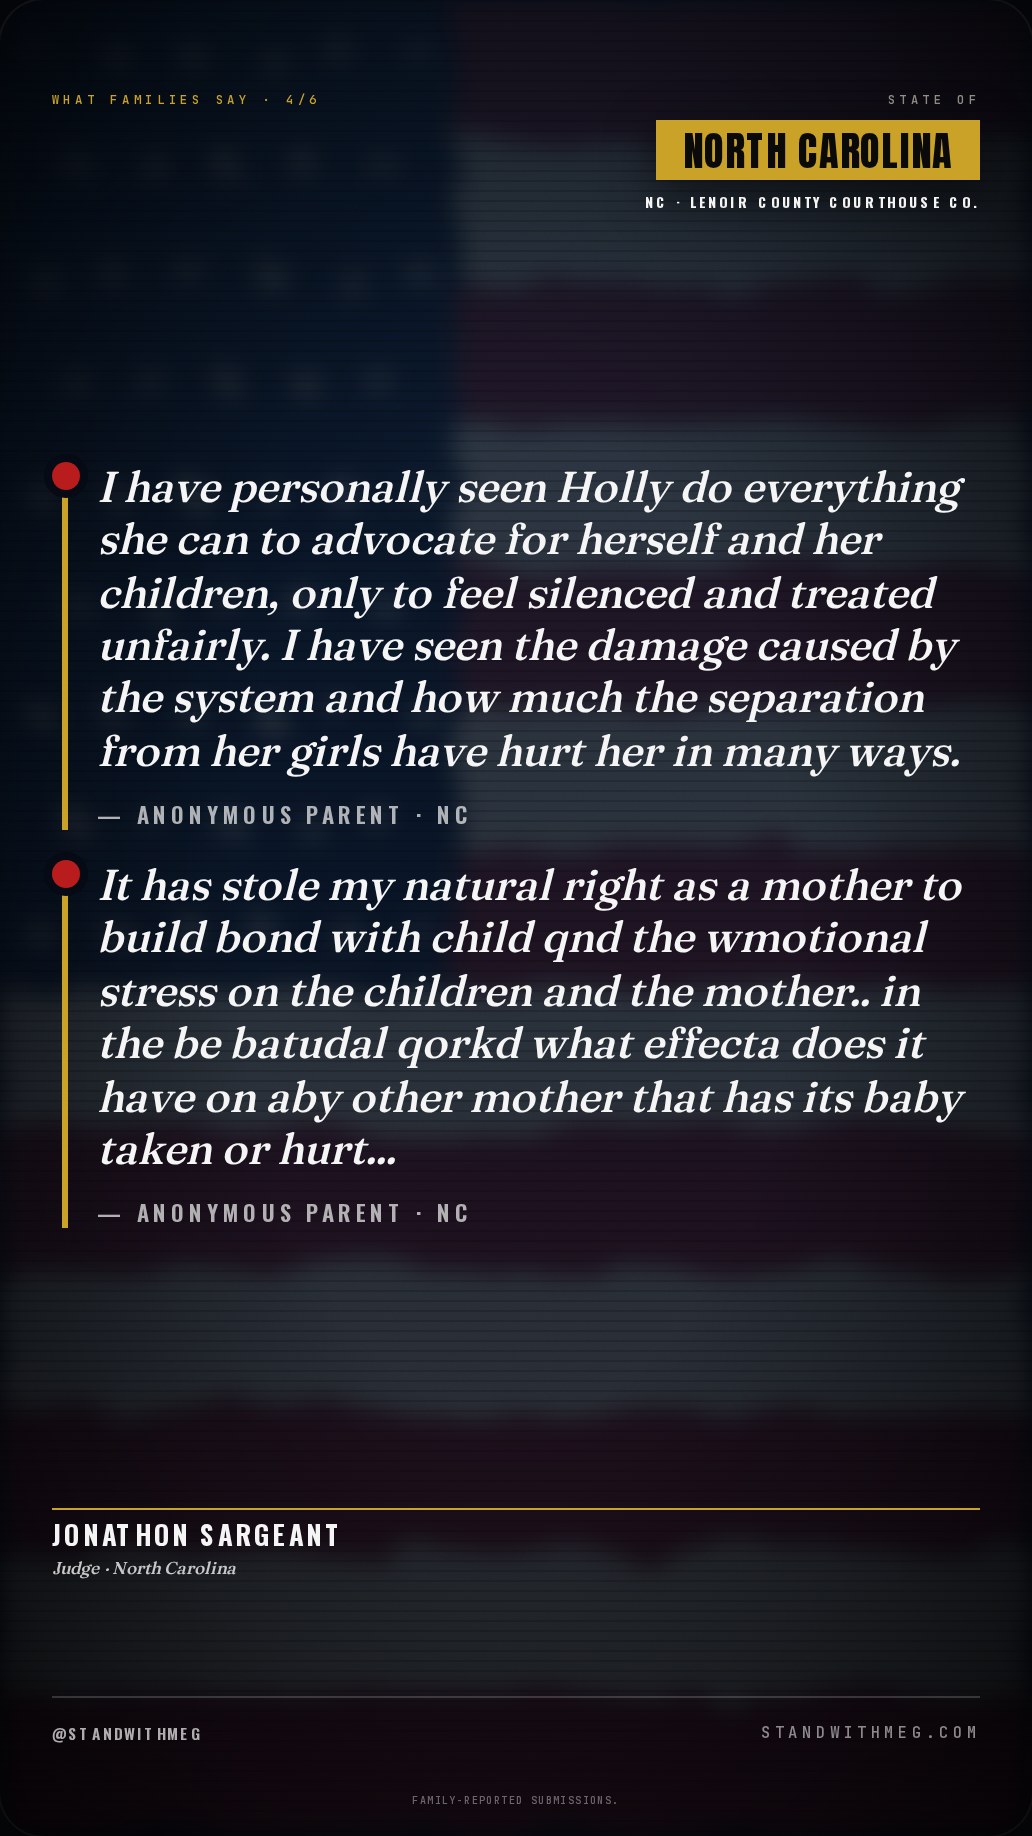 WHAT FAMILIES SAY · 4/6
STATE OF
NORTH CAROLINA
NC · LENOIR COUNTY COURTHOUSE CO.
I have personally seen Holly do everything
she can to advocate for herself and her
children, only to feel silenced and treated
unfairly. I have seen the damage caused by
the system and how much the separation
from her girls have hurt her in many ways.
— ANONYMOUS PARENT · NC
It has stole my natural right as a mother to
build bond with child qnd the wmotional
stress on the children and the mother.. in
the be batudal qorkd what effecta does it
have on aby other mother that has its baby
taken or hurt...
— ANONYMOUS PARENT · NC
JONATHON SARGEANT
Judge · North Carolina
@STANDWITHMEG
STANDWITHMEG.COM
FAMILY-REPORTED SUBMISSIONS.